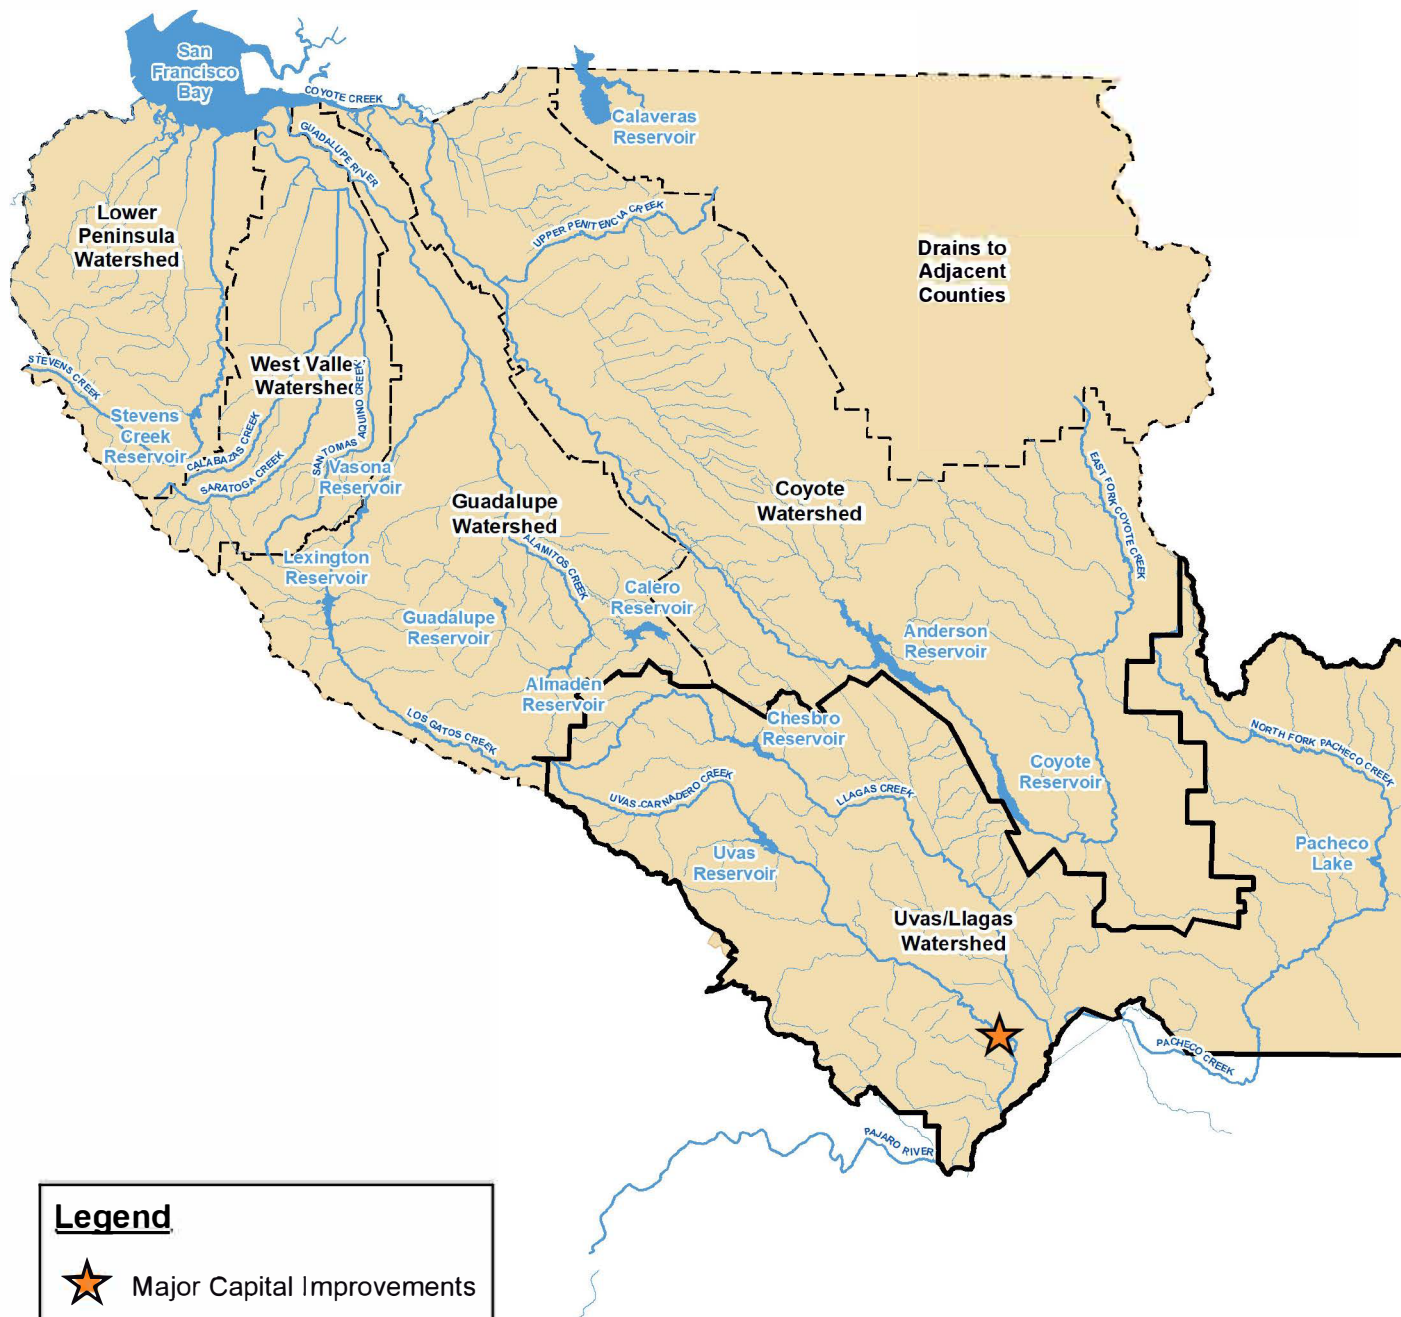 San
Francisco
Bay
COYOTE CREEK
Calaveras
Reservoir
GUADALUPE RIVER
Lower
Peninsula
Watershed
UPPER PENITENCIA CREEK
Drains to
Adjacent
Counties
STEVENS CREEK
West Valley
Watershed
Stevens
Creek
Reservoir
CALABAZAS CREEK
SARATOGA CREEK
SAN TOMAS AQUINO CREEK
Vasona
Reservoir
Guadalupe
Watershed
Coyote
Watershed
EAST FORK COYOTE CREEK
Lexington
Reservoir
ALAMITOS CREEK
Calero
Reservoir
Guadalupe
Reservoir
Anderson
Reservoir
Almaden
Reservoir
LOS GATOS CREEK
Chesbro
Reservoir
NORTH FORK PACHECO CREEK
UVAS-CARNADERO CREEK
LLAGAS CREEK
Coyote
Reservoir
Uvas
Reservoir
Pacheco
Lake
Uvas/Llagas
Watershed
PACHECO CREEK
PAJARO RIVER
Legend
Major Capital Improvements